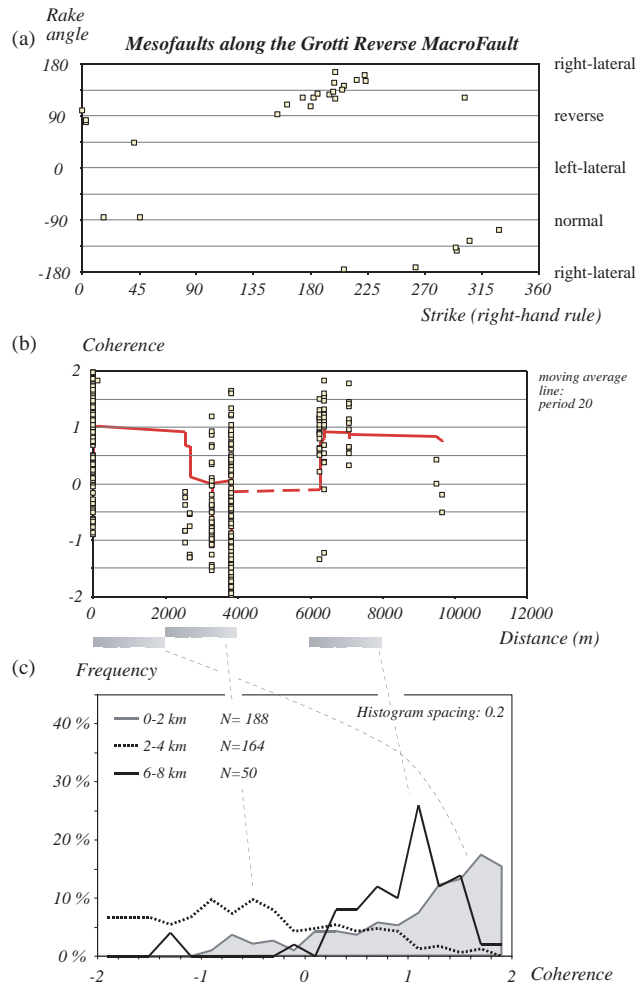 Rake
angle
(a)
Mesofaults along the Grotti Reverse MacroFault
180
right-lateral
90
reverse
0
left-lateral
-90
normal
-180
right-lateral
0 45 90 135 180 225 270 315 360
Strike (right-hand rule)
(b)
Coherence
2
moving average
line:
period 20
1
0
-1
-2
0 2000 4000 6000 8000 10000 12000
Distance (m)
(c)
Frequency
Histogram spacing: 0.2
40 %
0-2 km N= 188
2-4 km N=164
6-8 km N=50
30 %
20 %
10 %
0 %
-2 -1 0 1 2
Coherence